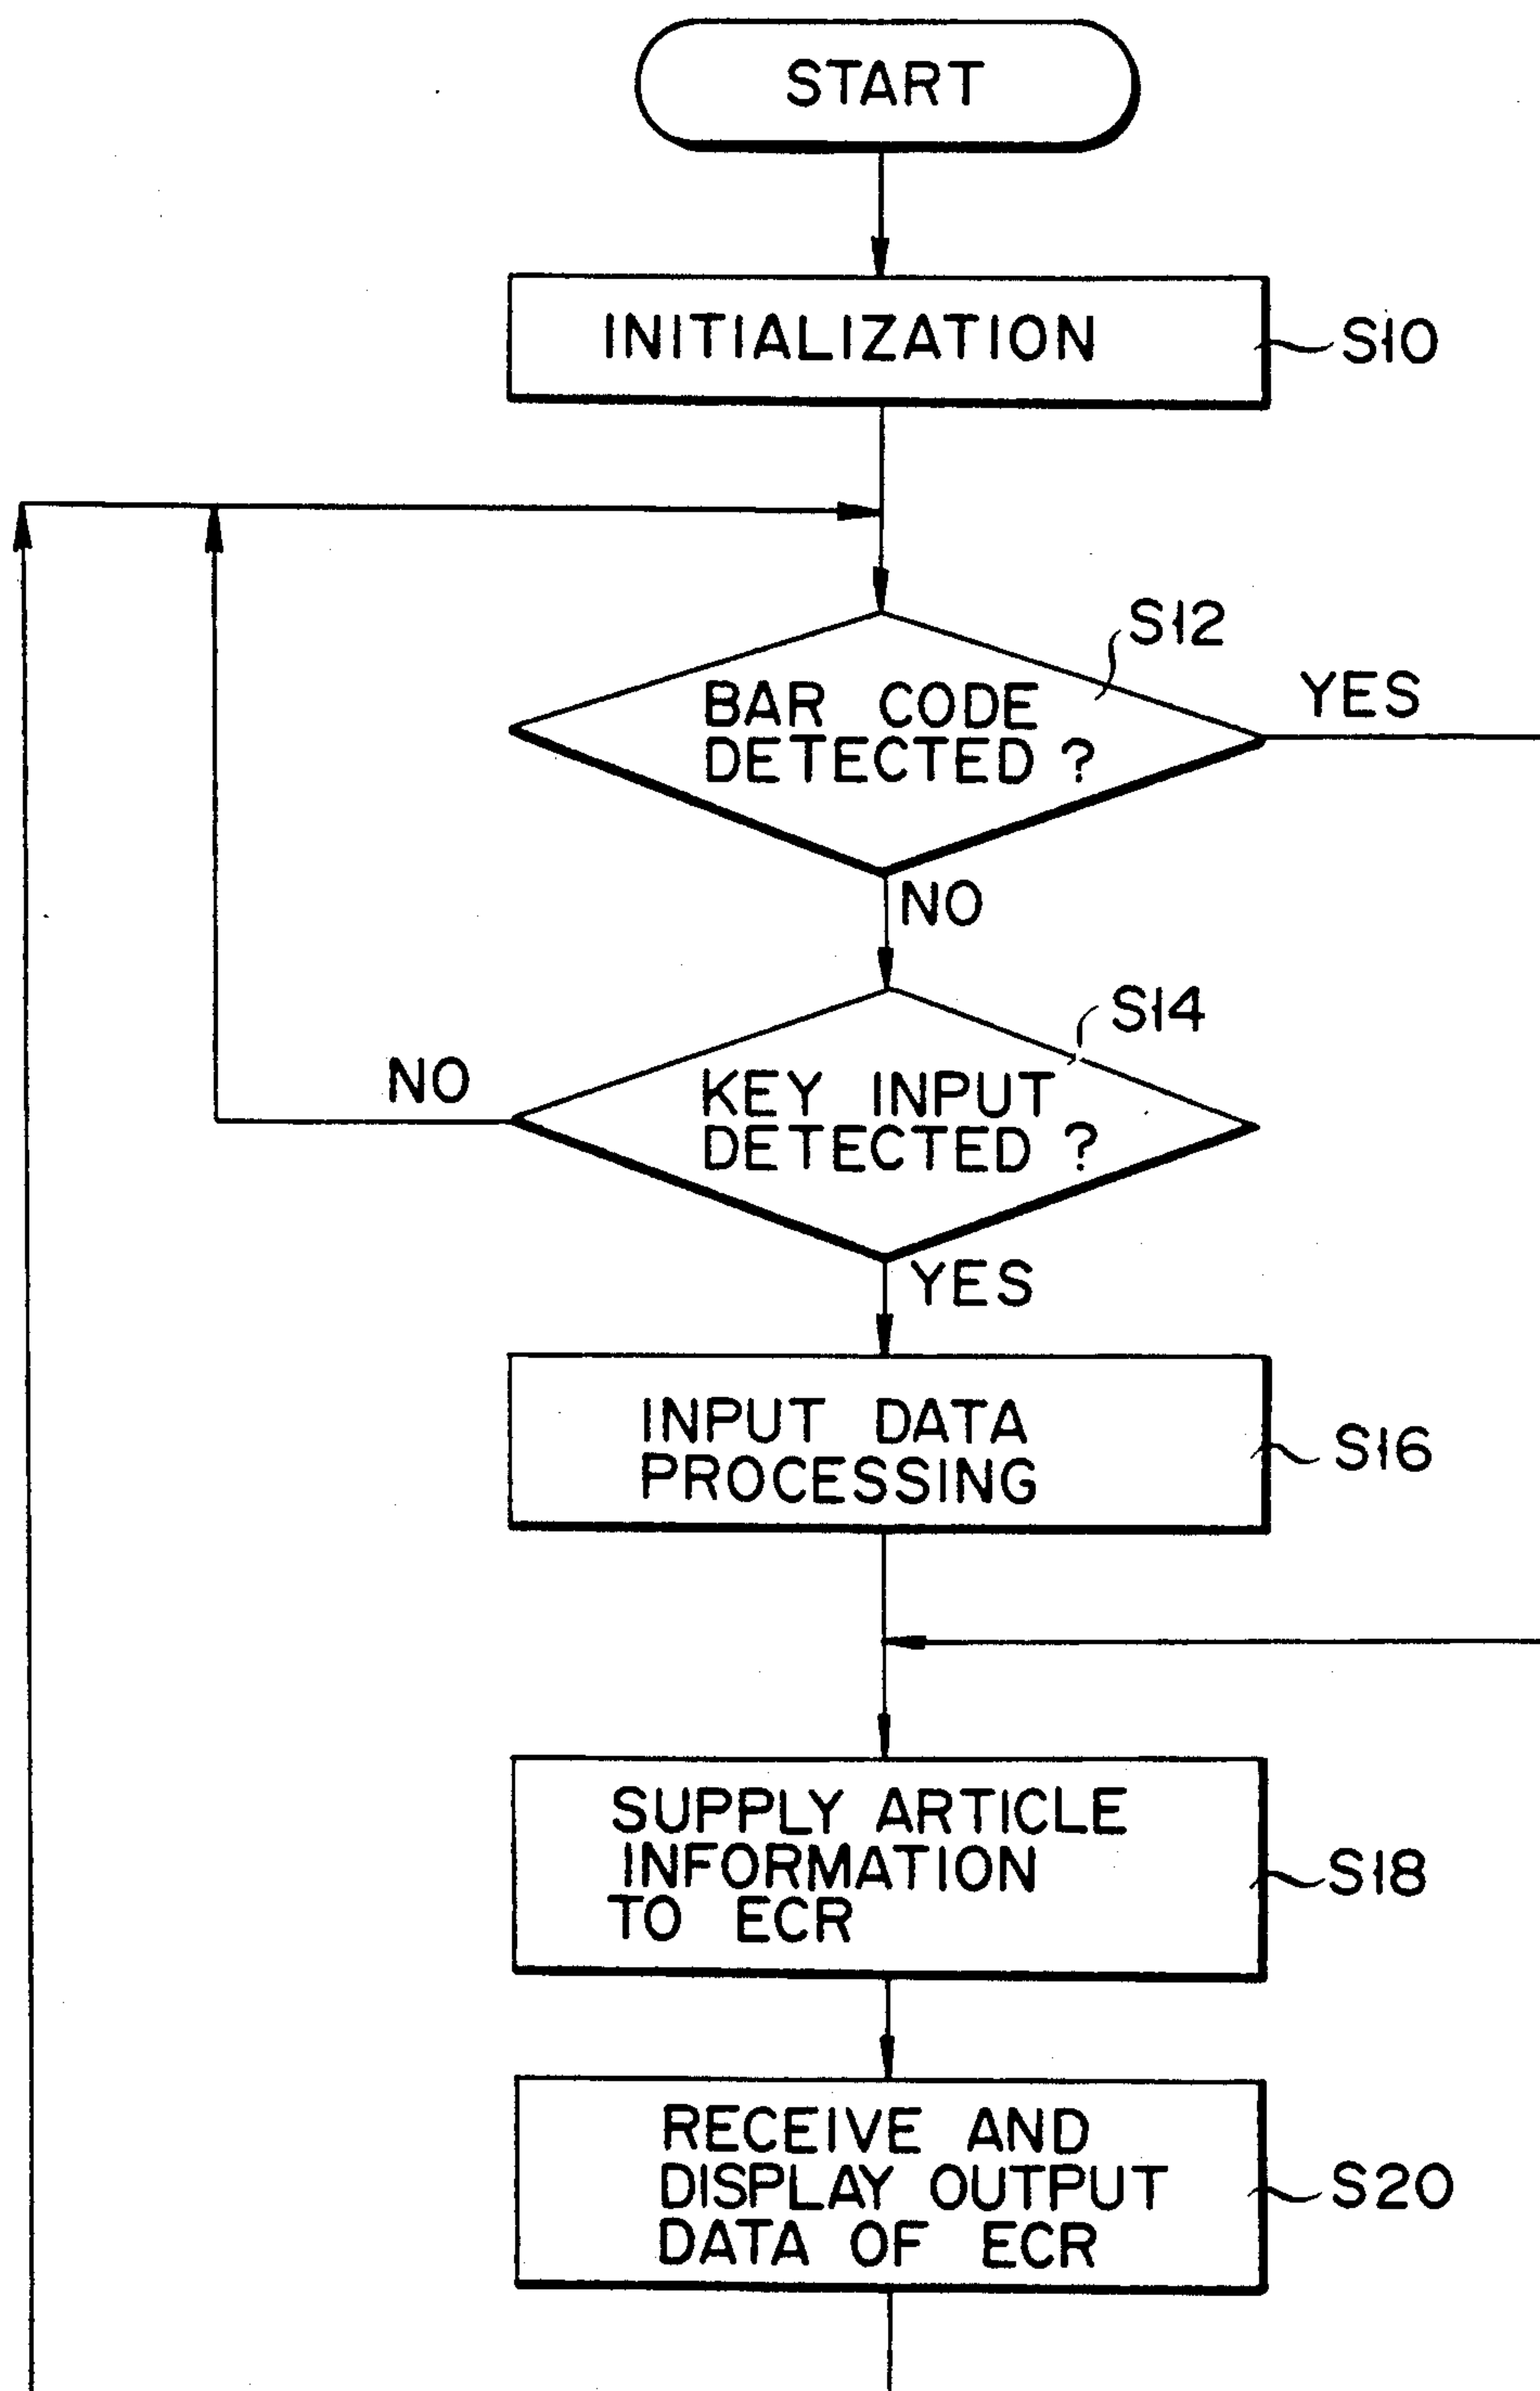 START
INITIALIZATION
S10
S12
BAR CODE
DETECTED ?
YES
NO
S14
KEY INPUT
DETECTED ?
NO
YES
INPUT DATA
PROCESSING
S16
SUPPLY ARTICLE
INFORMATION
TO ECR
S18
RECEIVE AND
DISPLAY OUTPUT
DATA OF ECR
S20